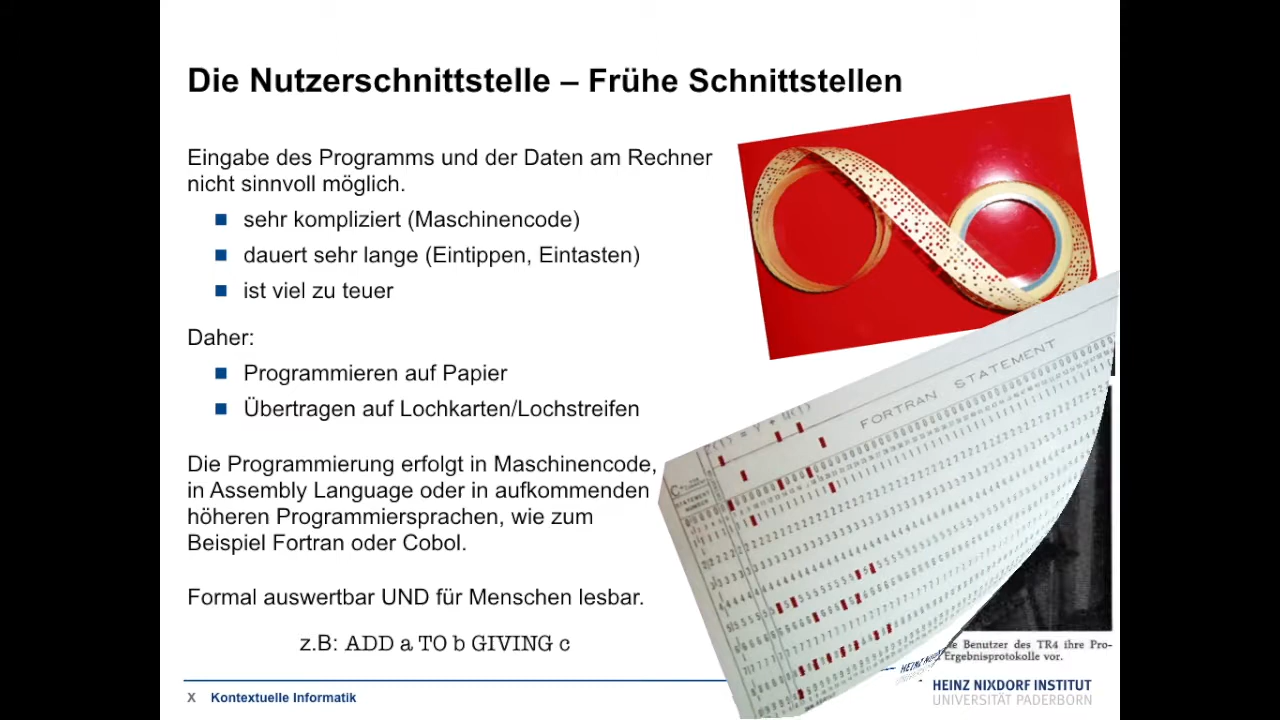 Die Nutzerschnittstelle – Frühe Schnittstellen
Eingabe des Programms und der Daten am Rechner
nicht sinnvoll möglich.
sehr kompliziert (Maschinencode)
dauert sehr lange (Eintippen, Eintasten)
ist viel zu teuer
Daher:
Programmieren auf Papier
Übertragen auf Lochkarten/Lochstreifen
Die Programmierung erfolgt in Maschinencode,
in Assembly Language oder in aufkommenden
höheren Programmiersprachen, wie zum
Beispiel Fortran oder Cobol.
Formal auswertbar UND für Menschen lesbar.
z.B: ADD a TO b GIVING c
FORTRAN STATEMENT
STATEMENT
NUMBER
Benutzer des TR4 ihre Pro-
Ergebnisprotokolle vor.
X Kontextuelle Informatik
HEINZ NIXDORF INSTITUT
UNIVERSITÄT PADERBORN